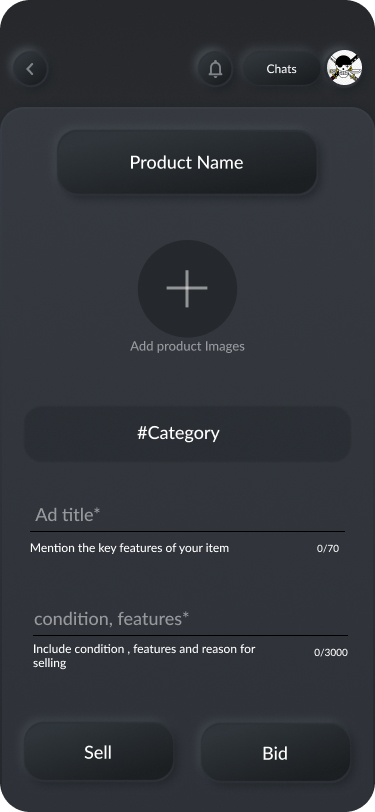 Chats
Product Name
Add product Images
#Category
Ad title*
Mention the key features of your item
0/70
condition, features*
Include condition , features and reason for
selling
0/3000
Sell
Bid